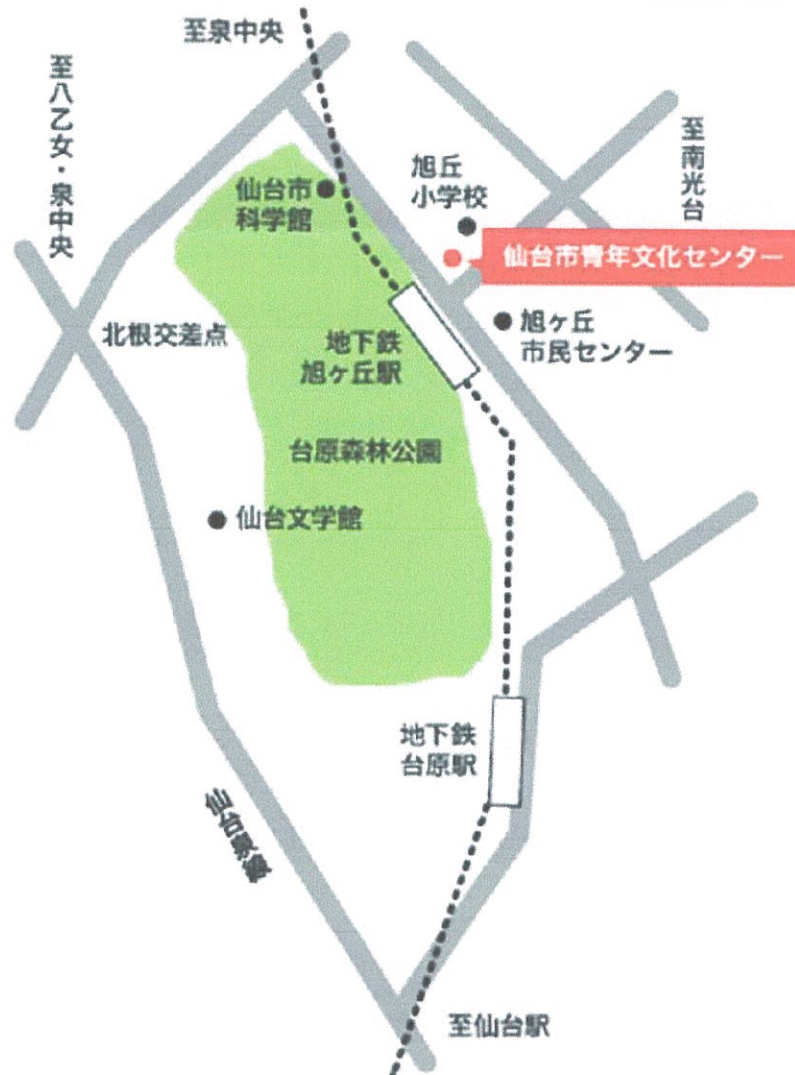 至泉中央
至八乙女・泉中央
旭丘
小学校
至南光台
仙台市
科学館
仙台市青年文化センター
北根交差点
地下鉄
旭ヶ丘駅
旭ヶ丘
市民センター
台原森林公園
仙台文学館
地下鉄
台原駅
仙台泉線
至仙台駅